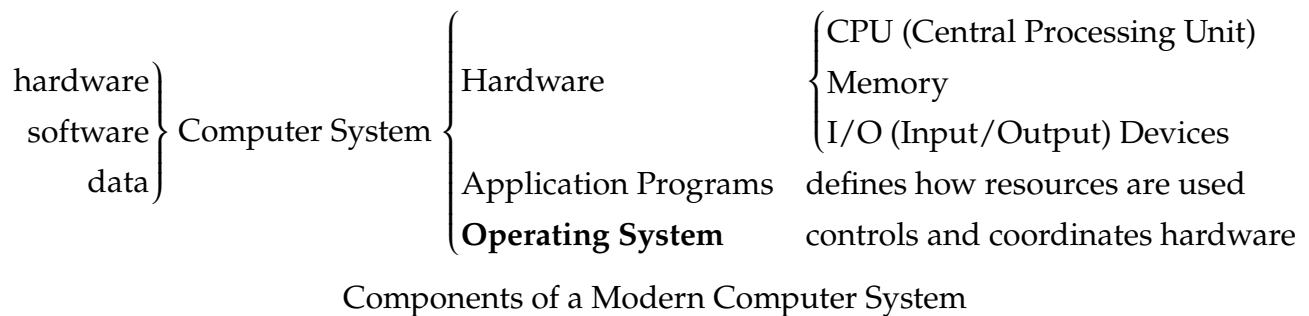 hardware
software
data
Computer System
Hardware
CPU (Central Processing Unit)
Memory
I/O (Input/Output) Devices
Application Programs defines how resources are used
Operating System controls and coordinates hardware
Components of a Modern Computer System